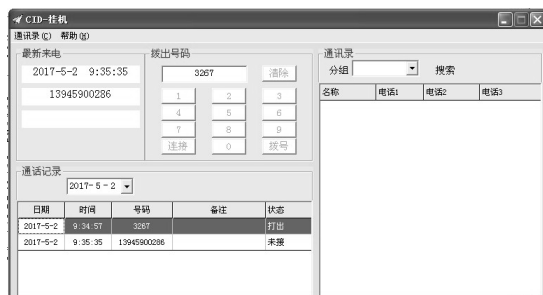 CID-挂机
通讯录(C) 帮助(H)
最新来电
2017-5-2 9:35:35
13945900286
拨出号码
3267 清除
1 2 3
4 5 6
7 8 9
连接 0 拨号
通话记录
2017- 5 - 2
日期 时间 号码 备注 状态
2017-5-2 9:34:57 3267 打出
2017-5-2 9:35:35 13945900286 未接
通讯录
分组 搜索
名称 电话1 电话2 电话3